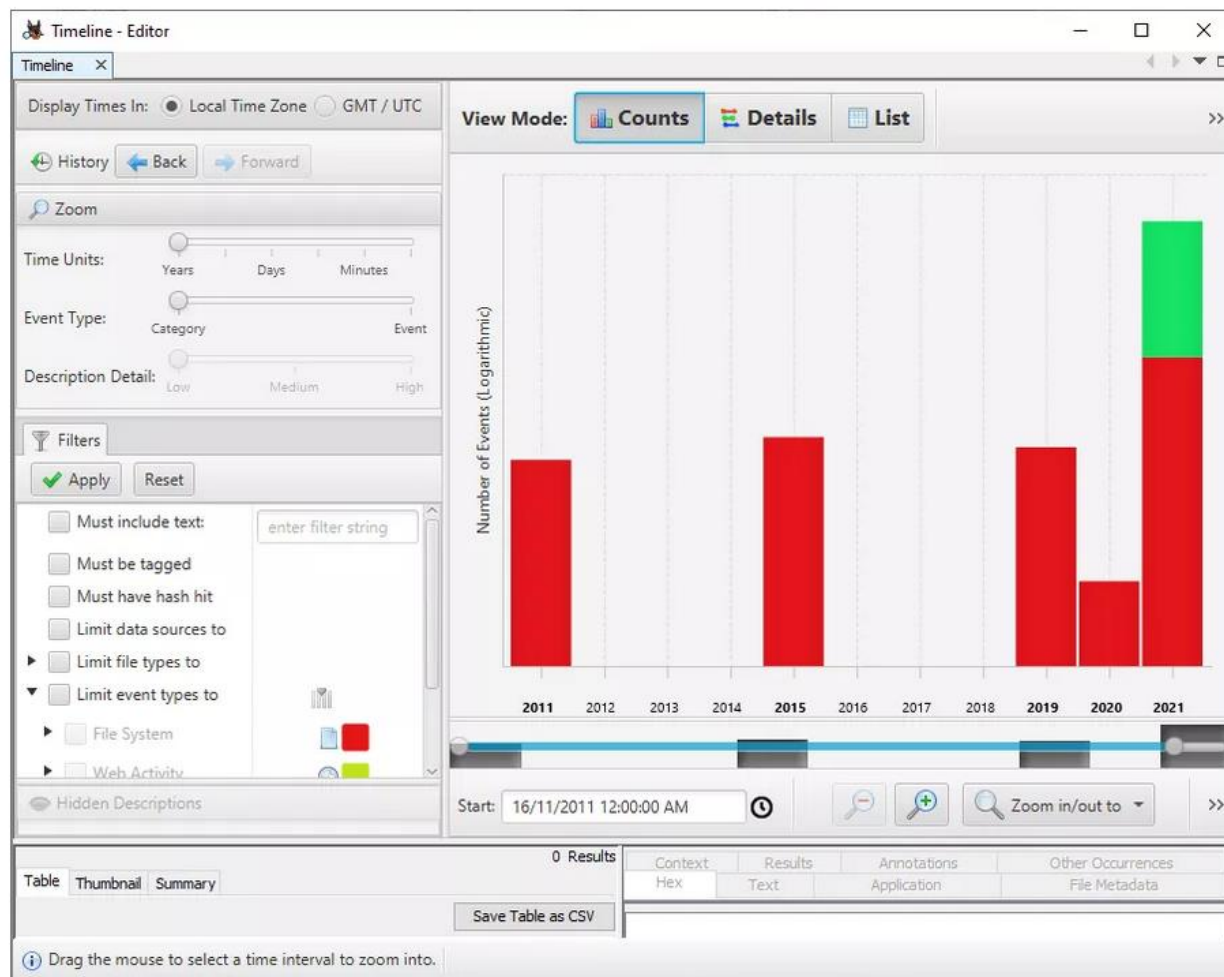 Timeline - Editor
Timeline X
Display Times In: Local Time Zone GMT / UTC
History Back Forward
Zoom
Time Units:
Years Days Minutes
Event Type:
Category Event
Description Detail:
Low Medium High
Filters
Apply Reset
Must include text: enter filter string
Must be tagged
Must have hash hit
Limit data sources to
Limit file types to
Limit event types to
File System
Web Activity
Hidden Descriptions
View Mode: Counts Details List
Number of Events (Logarithmic)
2011 2012 2013 2014 2015 2016 2017 2018 2019 2020 2021
Start: 16/11/2011 12:00:00 AM Zoom in/out to
0 Results
Table Thumbnail Summary
Save Table as CSV
Context Results Annotations Other Occurrences
Hex Text Application File Metadata
Drag the mouse to select a time interval to zoom into.